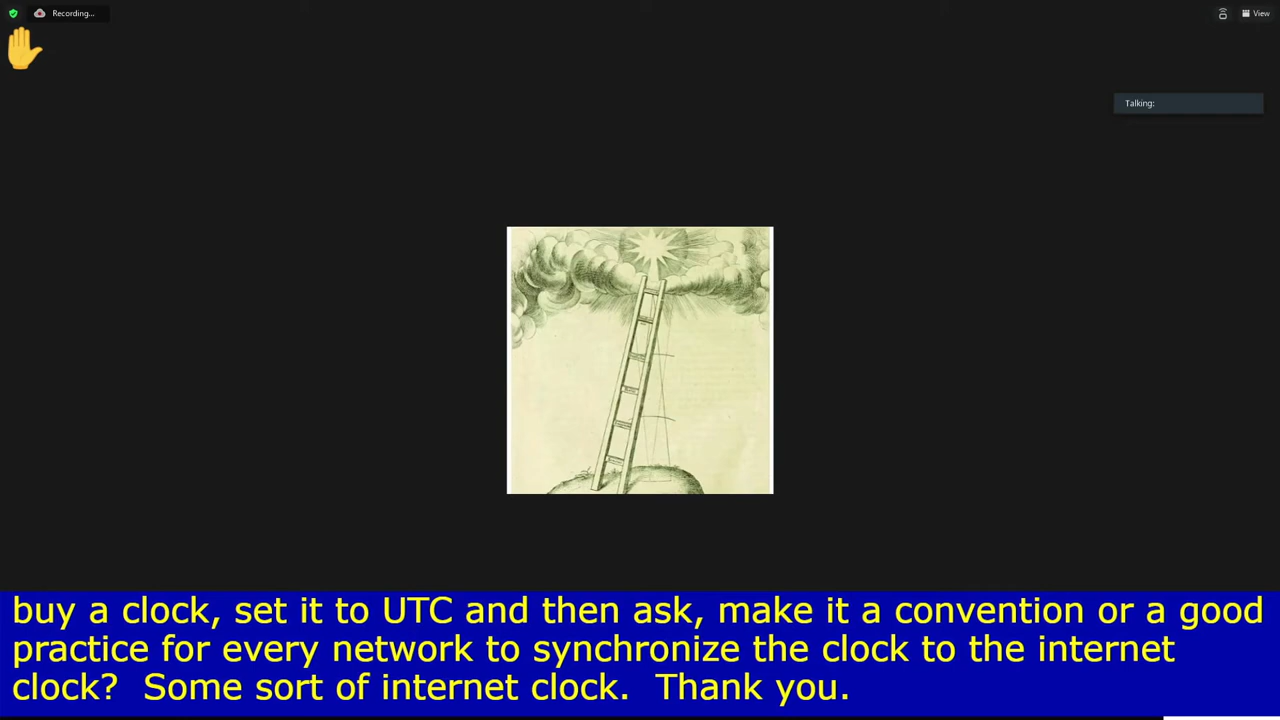 Recording...
View
Talking:
buy a clock, set it to UTC and then ask, make it a convention or a good
practice for every network to synchronize the clock to the internet
clock?  Some sort of internet clock.  Thank you.